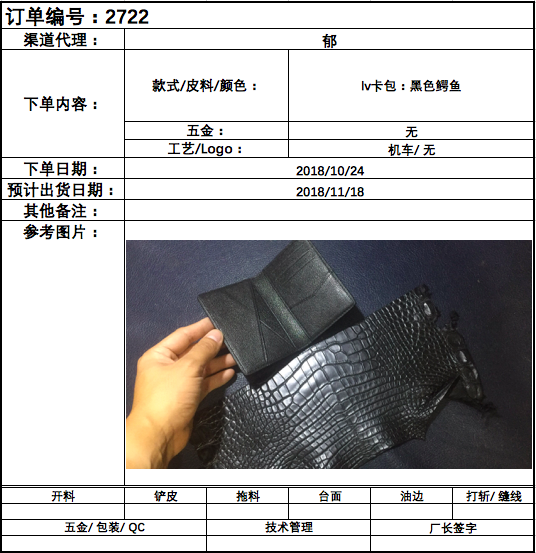 订单编号：2722
渠道代理： 郁
下单内容： 款式/皮料/颜色： lv卡包：黑色鳄鱼
五金： 无
工艺/Logo： 机车/ 无
下单日期： 2018/10/24
预计出货日期： 2018/11/18
其他备注：
参考图片：
开料 铲皮 拖料 台面 油边 打斩/ 缝线
五金/ 包装/ QC 技术管理 厂长签字